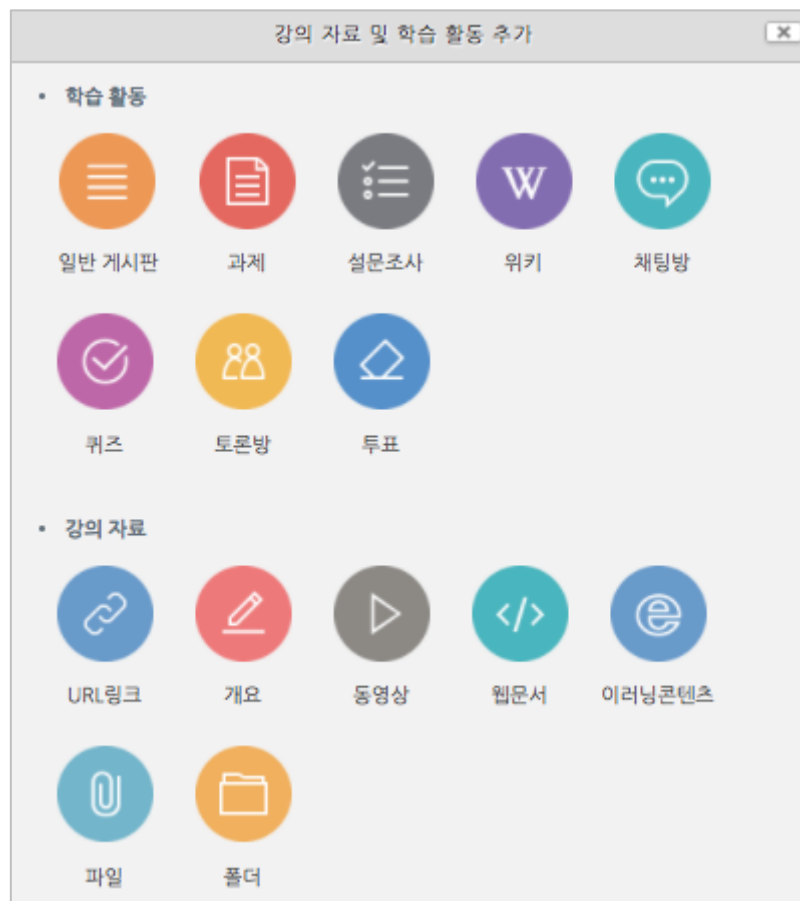 강의 자료 및 학습 활동 추가
• 학습 활동
W
일반 게시판 과제 설문조사 위키 채팅방
퀴즈 토론방 투표
• 강의 자료
</> e
URL링크 개요 동영상 웹문서 이러닝콘텐츠
파일 폴더